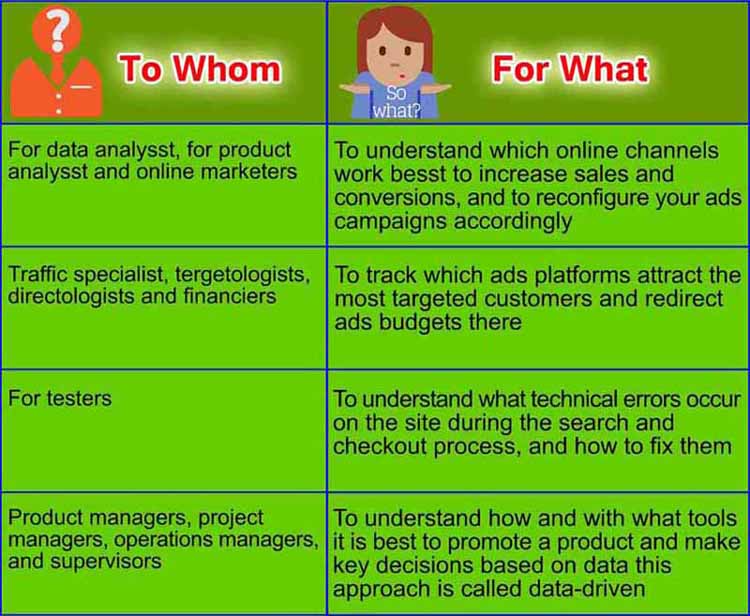 ?
To Whom
So
what?
For What
For data analysst, for product
analysst and online marketers
To understand which online channels
work besst to increase sales and
conversions, and to reconfigure your ads
campaigns accordingly
Traffic specialist, tergetologists,
directologists and financiers
To track which ads platforms attract the
most targeted customers and redirect
ads budgets there
For testers
To understand what technical errors occur
on the site during the search and
checkout process, and how to fix them
Product managers, project
managers, operations managers,
and supervisors
To understand how and with what tools
it is best to promote a product and make
key decisions based on data this
approach is called data-driven